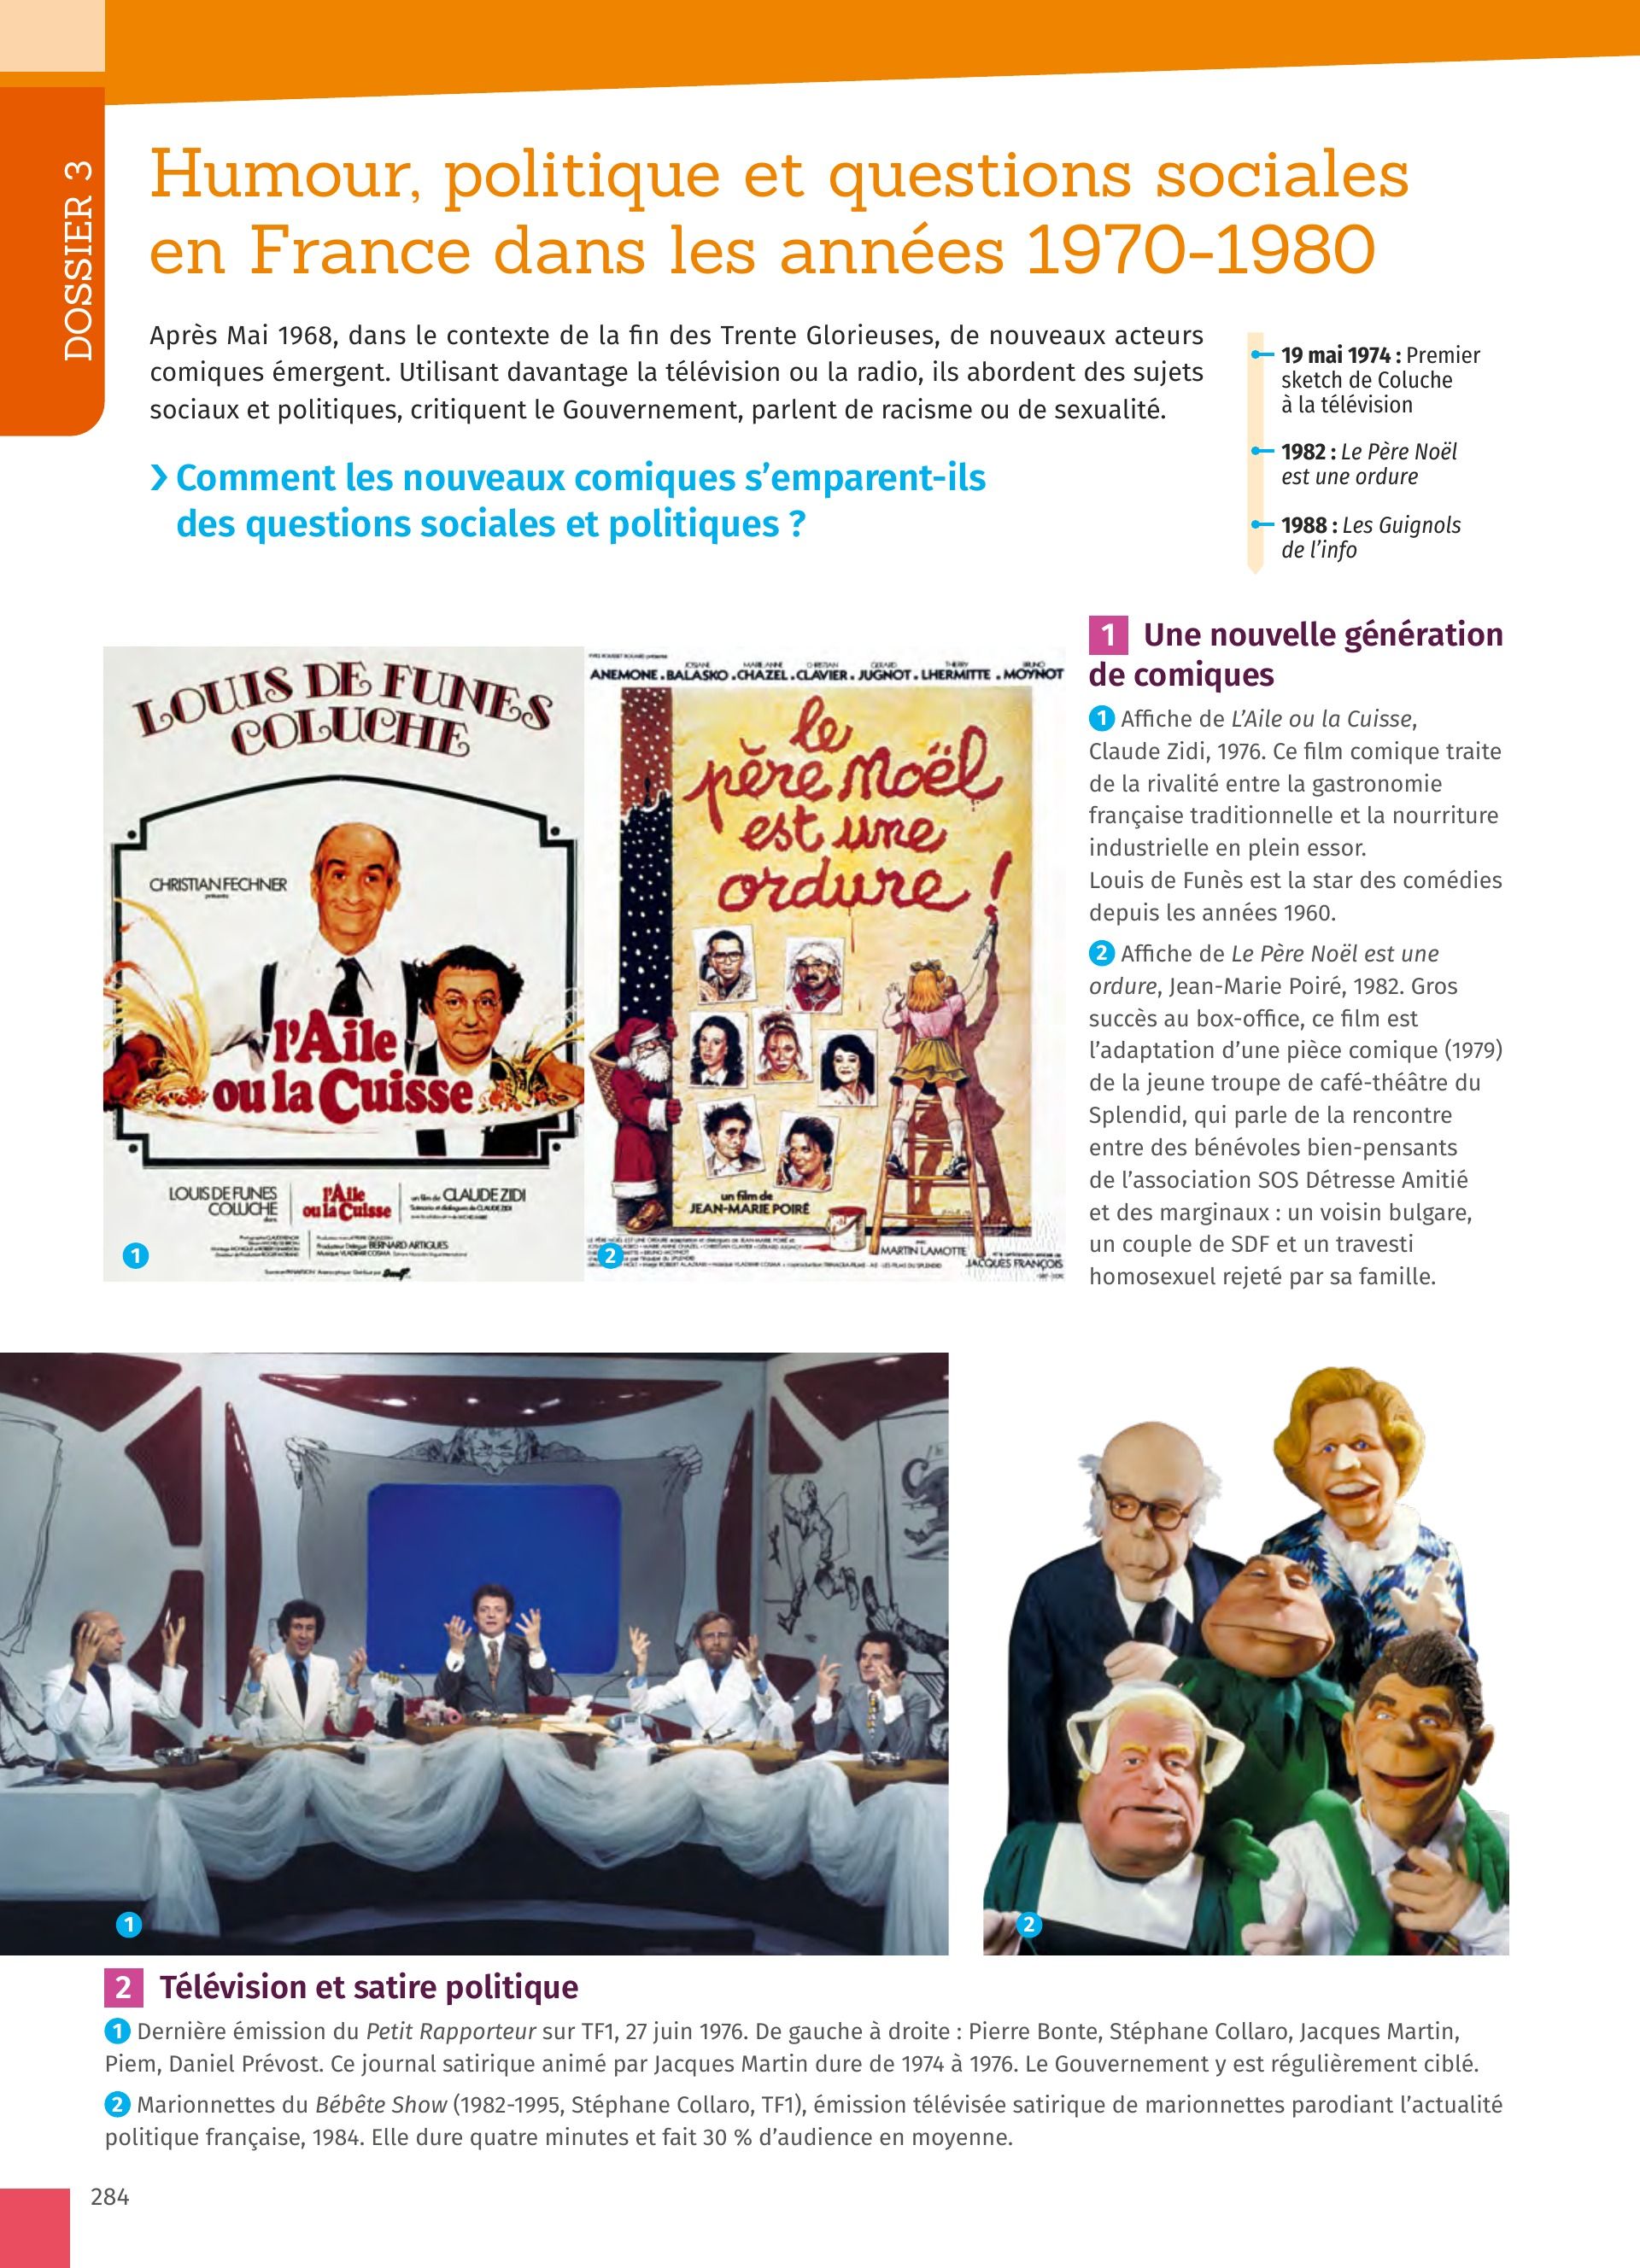 DOSSIER 3
Humour, politique et questions sociales
en France dans les années 1970-1980
Après Mai 1968, dans le contexte de la fin des Trente Glorieuses, de nouveaux acteurs
comiques émergent. Utilisant davantage la télévision ou la radio, ils abordent des sujets
sociaux et politiques, critiquent le Gouvernement, parlent de racisme ou de sexualité.
› Comment les nouveaux comiques s’emparent-ils
des questions sociales et politiques ?
19 mai 1974 : Premier
sketch de Coluche
à la télévision
1982 : Le Père Noël
est une ordure
1988 : Les Guignols
de l’info
LOUIS DE FUNES
COLUCHE
CHRISTIAN FECHNER
l'Aile
ou la Cuisse
LOUIS DE FUNES
COLUCHE
dans
l'Aile
ou la Cuisse
un film de CLAUDE ZIDI
BERNARD ARTIGUES
1
JOSIANE MARIE-ANNE CHRISTIAN GERARD THIERRY BRUNO
ANEMONE . BALASKO . CHAZEL . CLAVIER . JUGNOT . LHERMITTE . MOYNOT
le
père Noël
est une
ordure !
un film de
JEAN-MARIE POIRÉ
MARTIN LAMOTTE
JACQUES FRANÇOIS
2
1 Une nouvelle génération
de comiques
1 Affiche de L’Aile ou la Cuisse,
Claude Zidi, 1976. Ce film comique traite
de la rivalité entre la gastronomie
française traditionnelle et la nourriture
industrielle en plein essor.
Louis de Funès est la star des comédies
depuis les années 1960.
2 Affiche de Le Père Noël est une
ordure, Jean-Marie Poiré, 1982. Gros
succès au box-office, ce film est
l’adaptation d’une pièce comique (1979)
de la jeune troupe de café-théâtre du
Splendid, qui parle de la rencontre
entre des bénévoles bien-pensants
de l’association SOS Détresse Amitié
et des marginaux : un voisin bulgare,
un couple de SDF et un travesti
homosexuel rejeté par sa famille.
1
2
2 Télévision et satire politique
1 Dernière émission du Petit Rapporteur sur TF1, 27 juin 1976. De gauche à droite : Pierre Bonte, Stéphane Collaro, Jacques Martin,
Piem, Daniel Prévost. Ce journal satirique animé par Jacques Martin dure de 1974 à 1976. Le Gouvernement y est régulièrement ciblé.
2 Marionnettes du Bébête Show (1982-1995, Stéphane Collaro, TF1), émission télévisée satirique de marionnettes parodiant l’actualité
politique française, 1984. Elle dure quatre minutes et fait 30 % d’audience en moyenne.
284